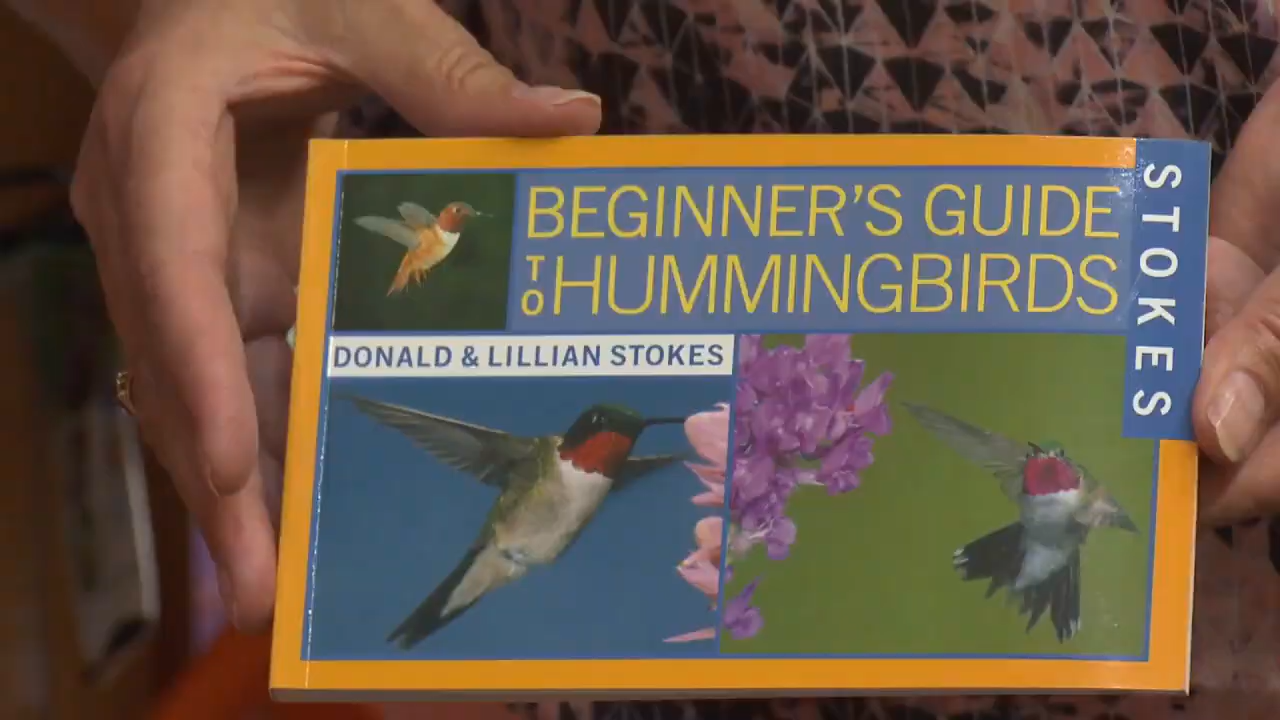 BEGINNER'S GUIDE
TO HUMMINGBIRDS
STOKES
DONALD & LILLIAN STOKES